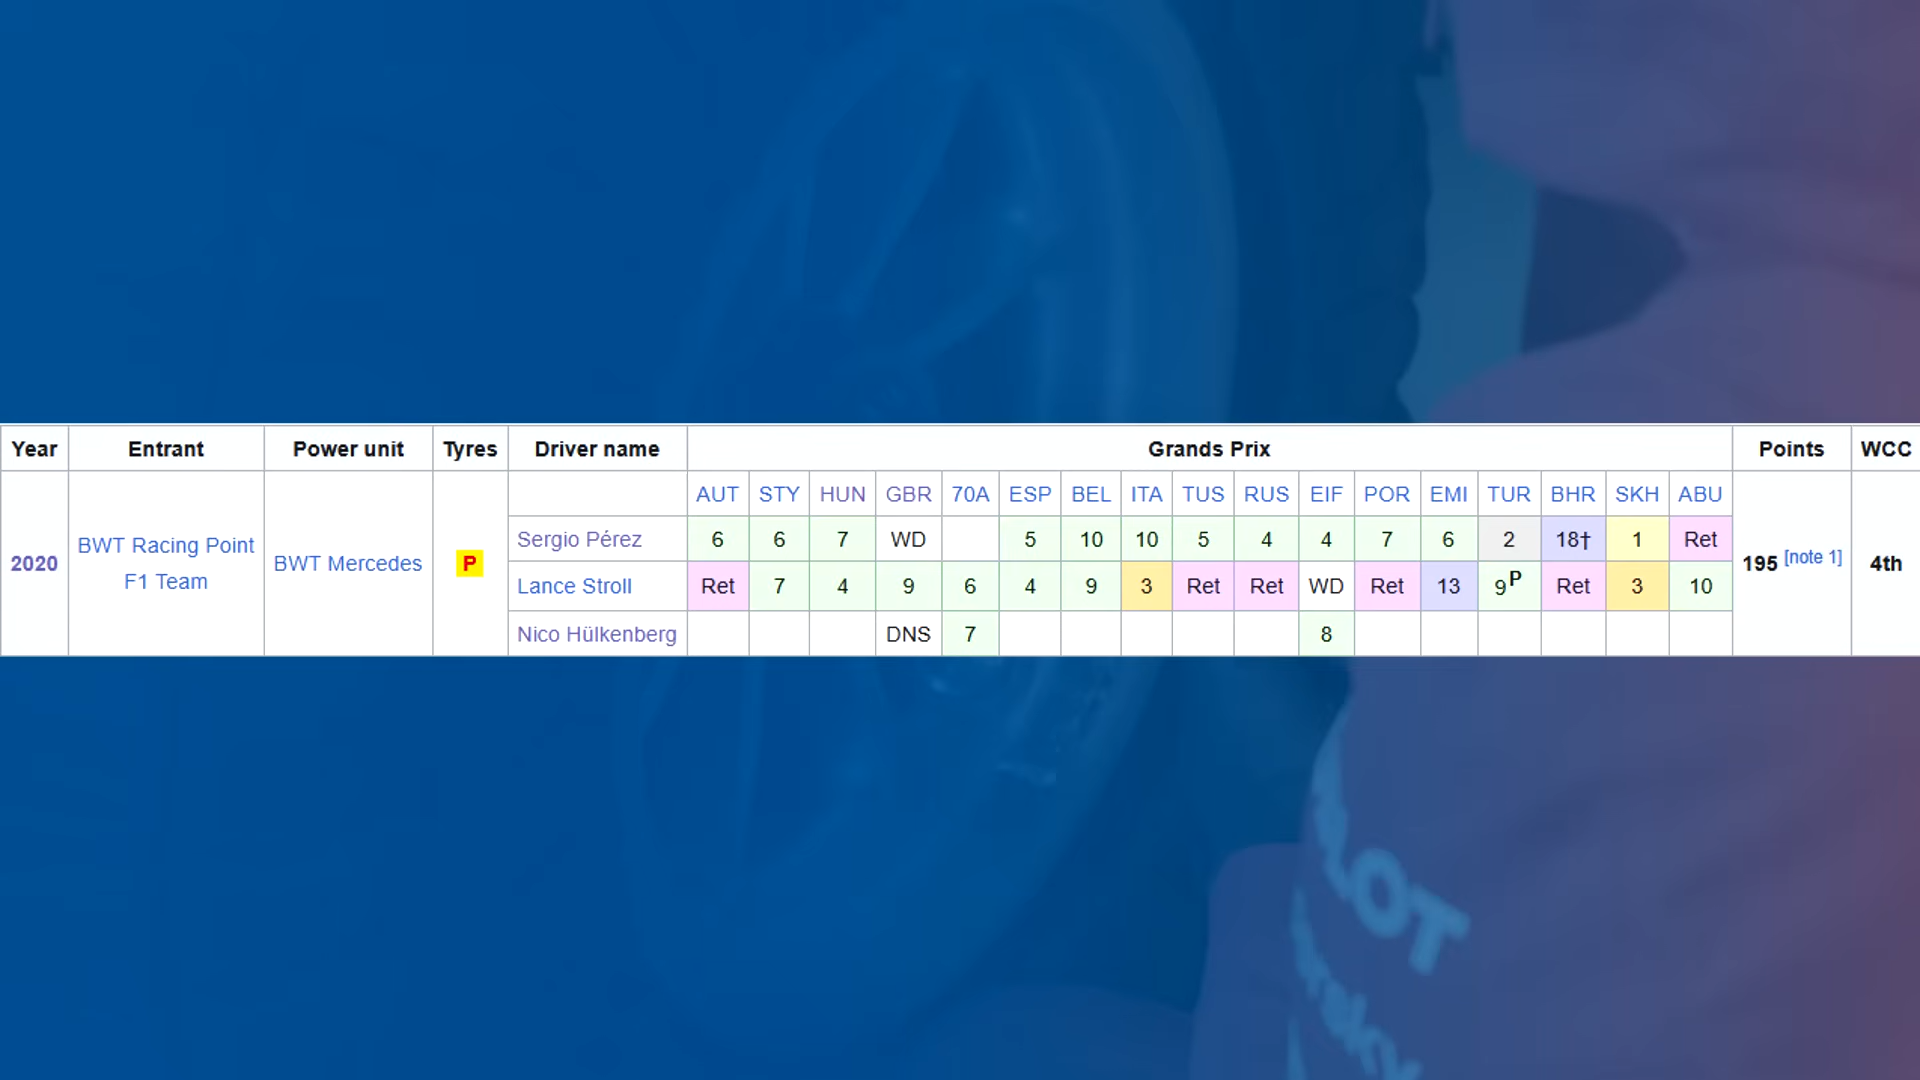 Year Entrant Power unit Tyres Driver name Grands Prix Points WCC
AUT STY HUN GBR 70A ESP BEL ITA TUS RUS EIF POR EMI TUR BHR SKH ABU
2020 BWT Racing Point F1 Team BWT Mercedes P
Sergio Pérez 6 6 7 WD 5 10 10 5 4 4 7 6 2 18† 1 Ret
Lance Stroll Ret 7 4 9 6 4 9 3 Ret Ret WD Ret 13 9P Ret 3 10
Nico Hülkenberg DNS 7 8
195 [note 1] 4th